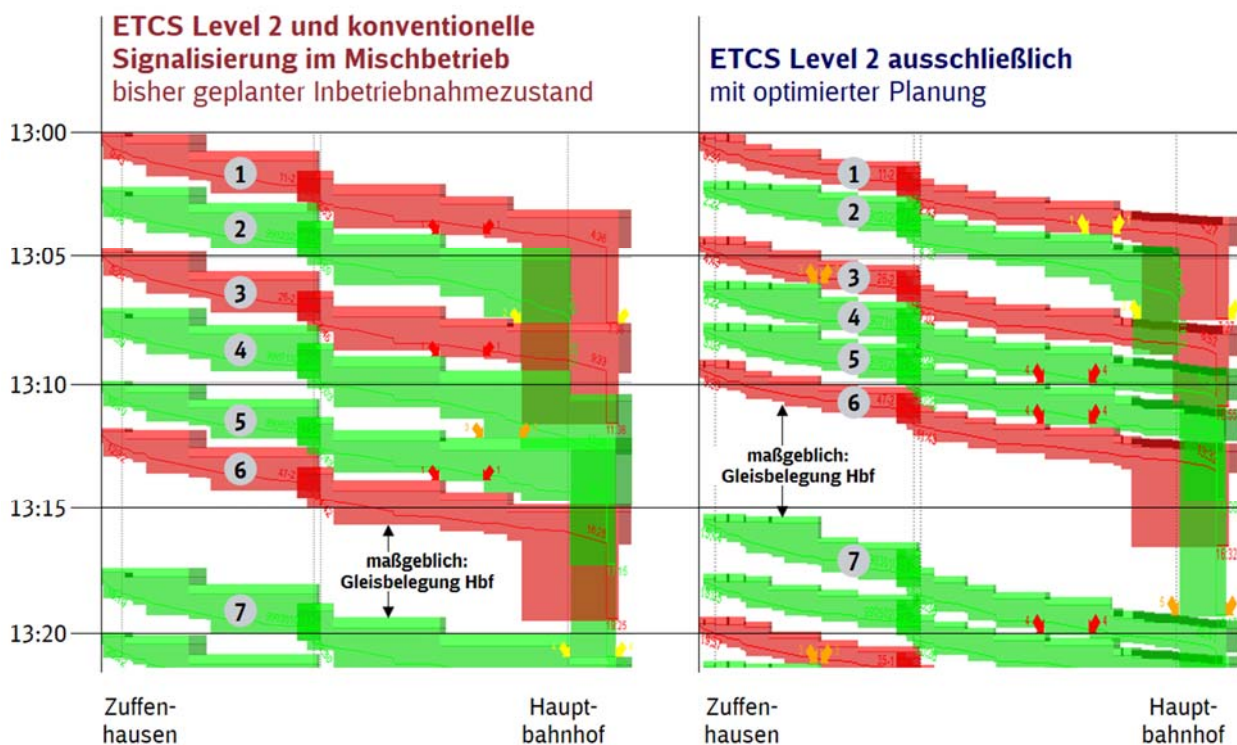 ETCS Level 2 und konventionelle
Signalisierung im Mischbetrieb
bisher geplanter Inbetriebnahmezustand
ETCS Level 2 ausschließlich
mit optimierter Planung
13:00
13:05
13:10
13:15
13:20
1
2
3
4
5
6
7
maßgeblich:
Gleisbelegung Hbf
1
2
3
4
5
6
7
maßgeblich:
Gleisbelegung Hbf
Zuffen-
hausen
Haupt-
bahnhof
Zuffen-
hausen
Haupt-
bahnhof